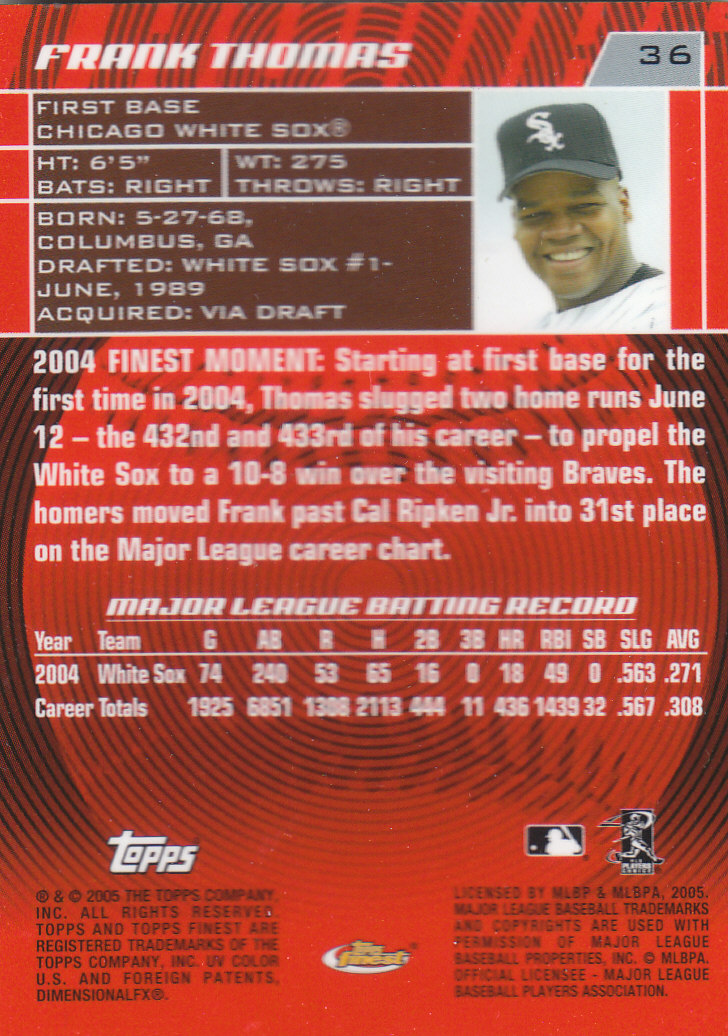 FRANK THOMAS
36
FIRST BASE
CHICAGO WHITE SOX®
HT: 6'5" WT: 275
BATS: RIGHT THROWS: RIGHT
BORN: 5-27-68,
COLUMBUS, GA
DRAFTED: WHITE SOX #1-
JUNE, 1989
ACQUIRED: VIA DRAFT
Sox
2004 FINEST MOMENT: Starting at first base for the
first time in 2004, Thomas slugged two home runs June
12 – the 432nd and 433rd of his career – to propel the
White Sox to a 10-8 win over the visiting Braves. The
homers moved Frank past Cal Ripken Jr. into 31st place
on the Major League career chart.
MAJOR LEAGUE BATTING RECORD
Year Team G AB R H 2B 3B HR RBI SB SLG AVG
2004 White Sox 74 240 53 65 16 0 18 49 0 .563 .271
Career Totals 1925 6851 1308 2113 444 11 436 1439 32 .567 .308
topps
MLB
PLAYERS
CHOICE
® & © 2005 THE TOPPS COMPANY,
INC. ALL RIGHTS RESERVED.
TOPPS AND TOPPS FINEST ARE
REGISTERED TRADEMARKS OF THE
TOPPS COMPANY, INC. UV COLOR
U.S. AND FOREIGN PATENTS,
DIMENSIONALFX®.
topps
finest
LICENSED BY MLBP & MLBPA, 2005.
MAJOR LEAGUE BASEBALL TRADEMARKS
AND COPYRIGHTS ARE USED WITH
PERMISSION OF MAJOR LEAGUE
BASEBALL PROPERTIES, INC. © MLBPA.
OFFICIAL LICENSEE - MAJOR LEAGUE
BASEBALL PLAYERS ASSOCIATION.